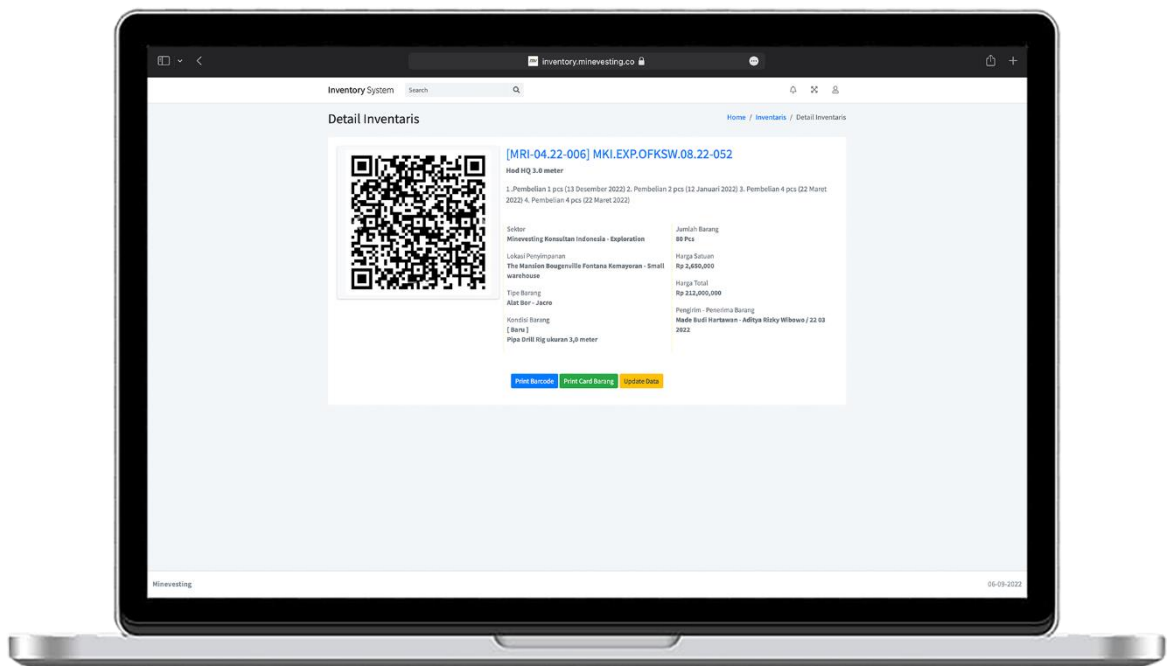 inventory.minevesting.co
Inventory System
Search
Detail Inventaris
Home / Inventaris / Detail Inventaris
[MRI-04.22-006] MKI.EXP.OFKSW.08.22-052
Hod HQ 3.0 meter
1 .Pembelian 1 pcs (13 Desember 2022) 2. Pembelian 2 pcs (12 Januari 2022) 3. Pembelian 4 pcs (22 Maret
2022) 4. Pembelian 4 pcs (22 Maret 2022)
Sektor
Minevesting Konsultan Indonesia - Exploration
Lokasi Penyimpanan
The Mansion Bougenville Fontana Kemayoran - Small
warehouse
Tipe Barang
Alat Bor - Jacro
Kondisi Barang
[ Baru ]
Pipa Drill Rig ukuran 3,0 meter
Jumlah Barang
80 Pcs
Harga Satuan
Rp 2,650,000
Harga Total
Rp 212,000,000
Pengirim - Penerima Barang
Made Budi Hartawan - Aditya Rizky Wibowo / 22 03
2022
Print Barcode
Print Card Barang
Update Data
Minevesting
06-09-2022